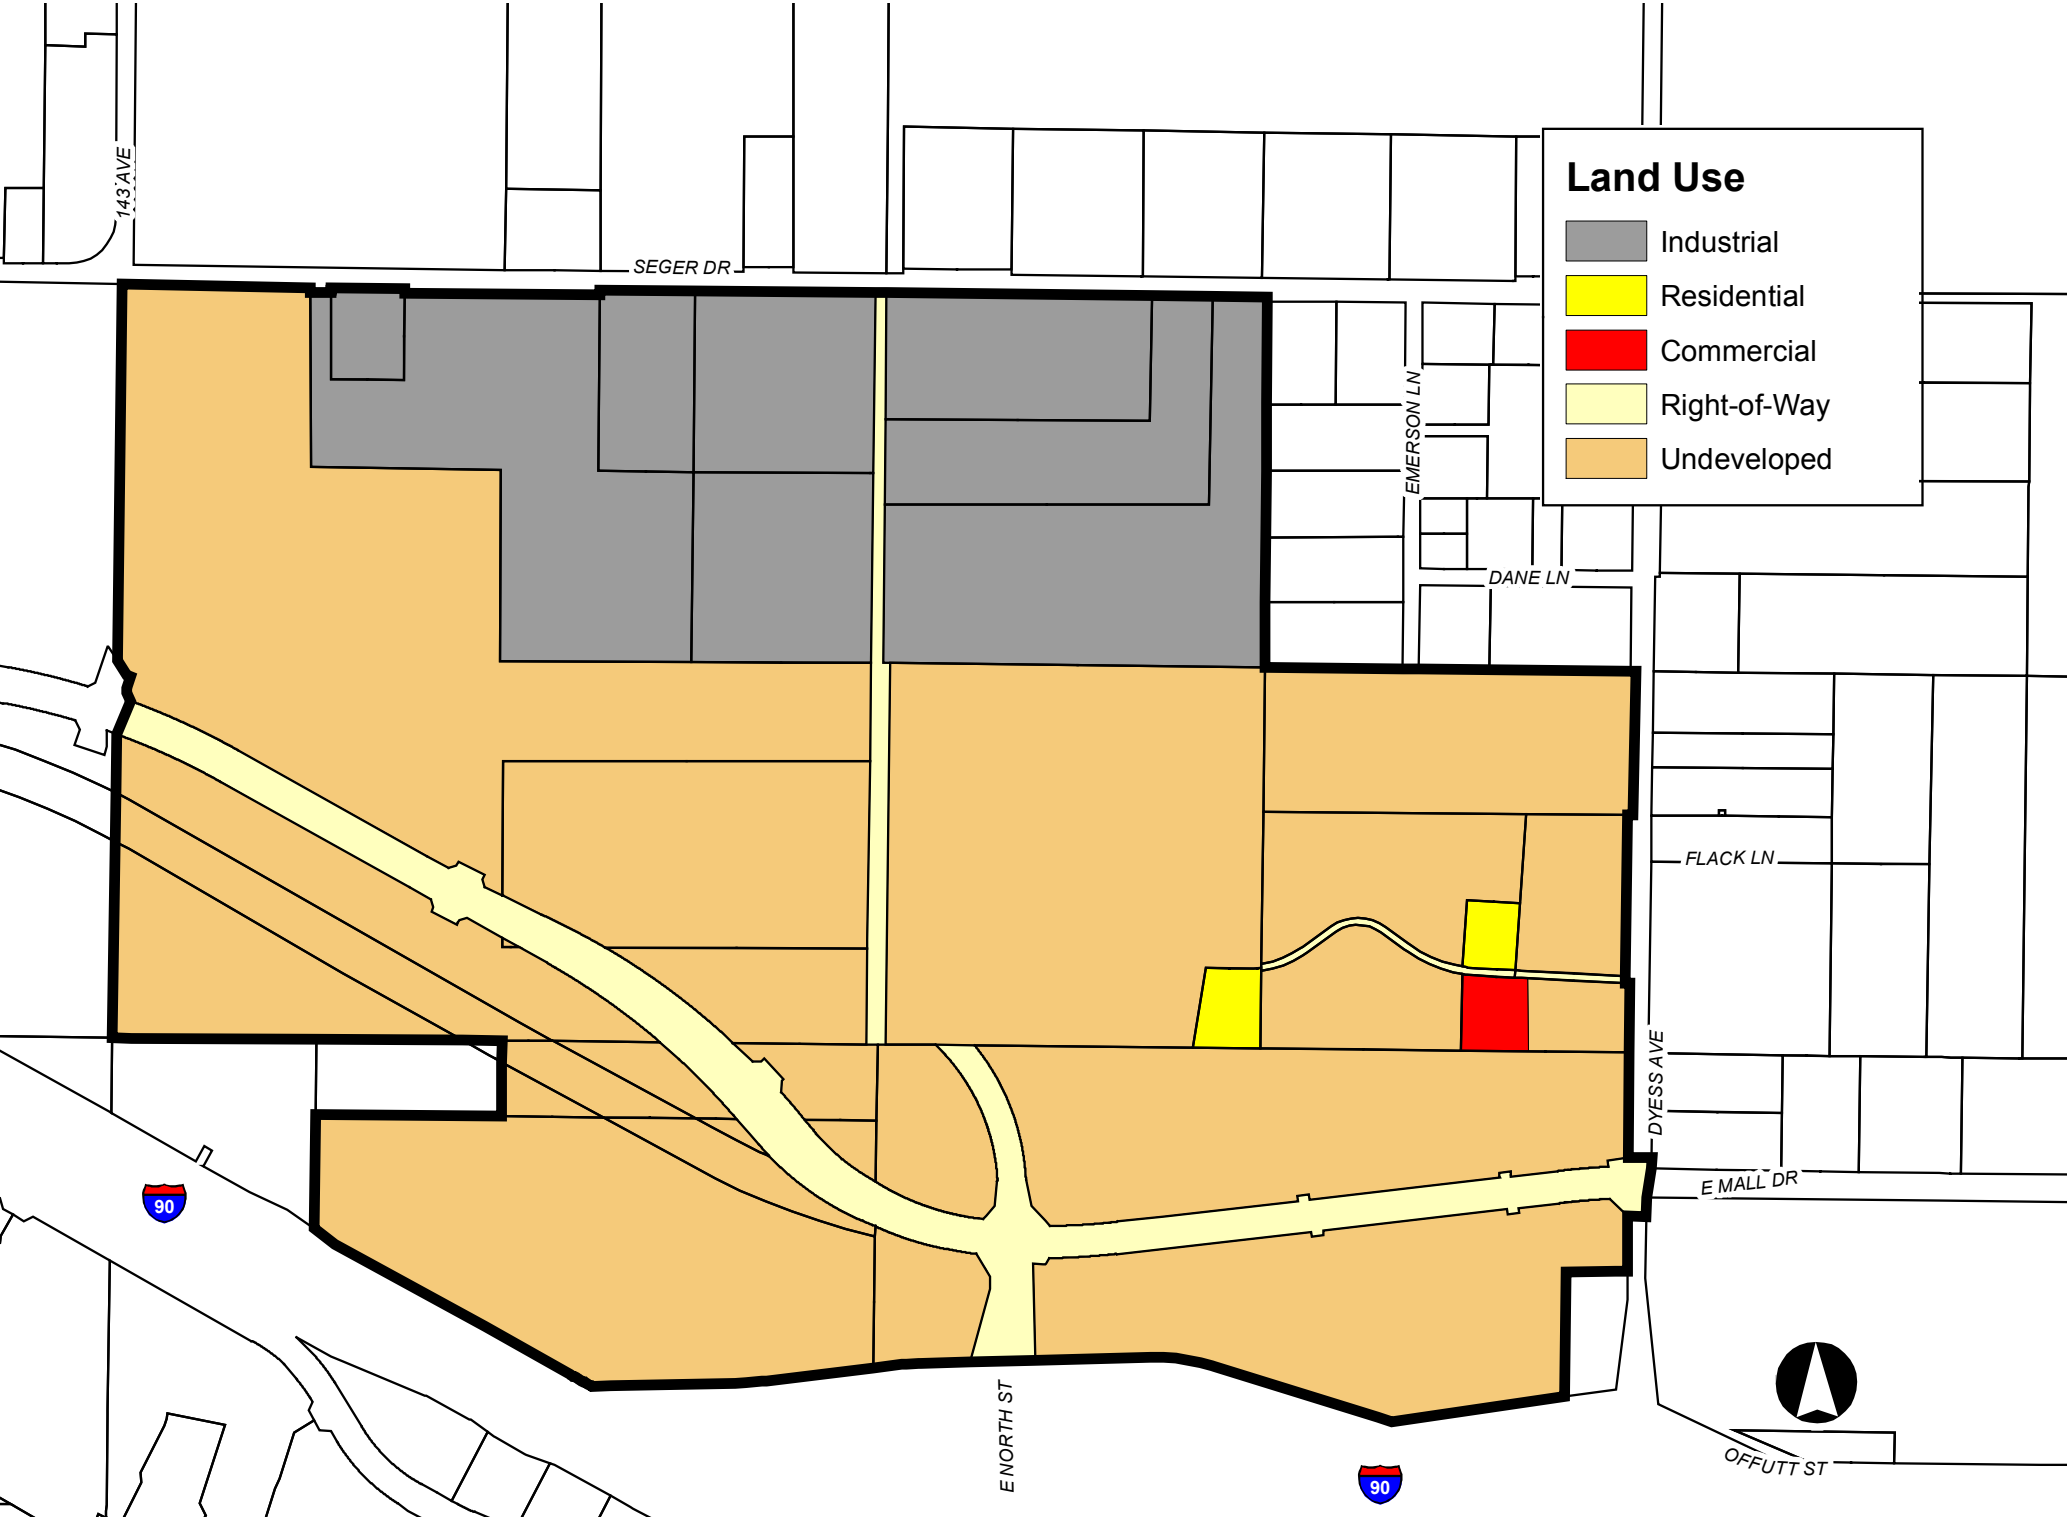 143 AVE
SEGER DR
Land Use
Industrial
Residential
Commercial
Right-of-Way
Undeveloped
EMERSON LN
DANE LN
FLACK LN
DYESS AVE
E MALL DR
90
E NORTH ST
OFFUTT ST
90